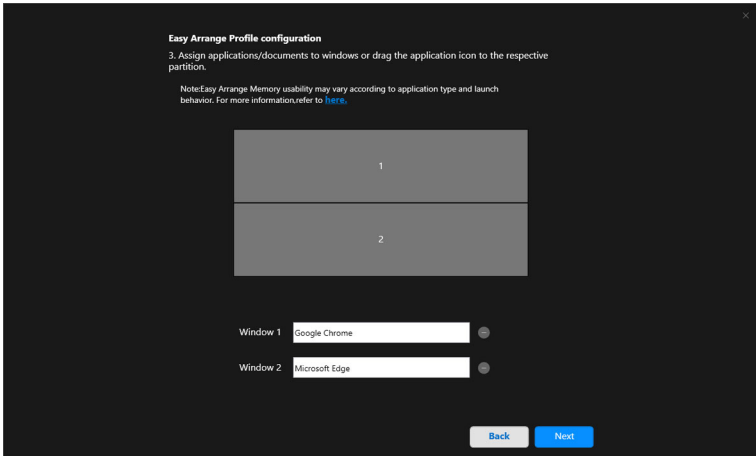 Easy Arrange Profile configuration
3. Assign applications/documents to windows or drag the application icon to the respective
partition.
Note:Easy Arrange Memory usability may vary according to application type and launch
behavior. For more information,refer to here.
1
2
Window 1 Google Chrome
Window 2 Microsoft Edge
Back Next